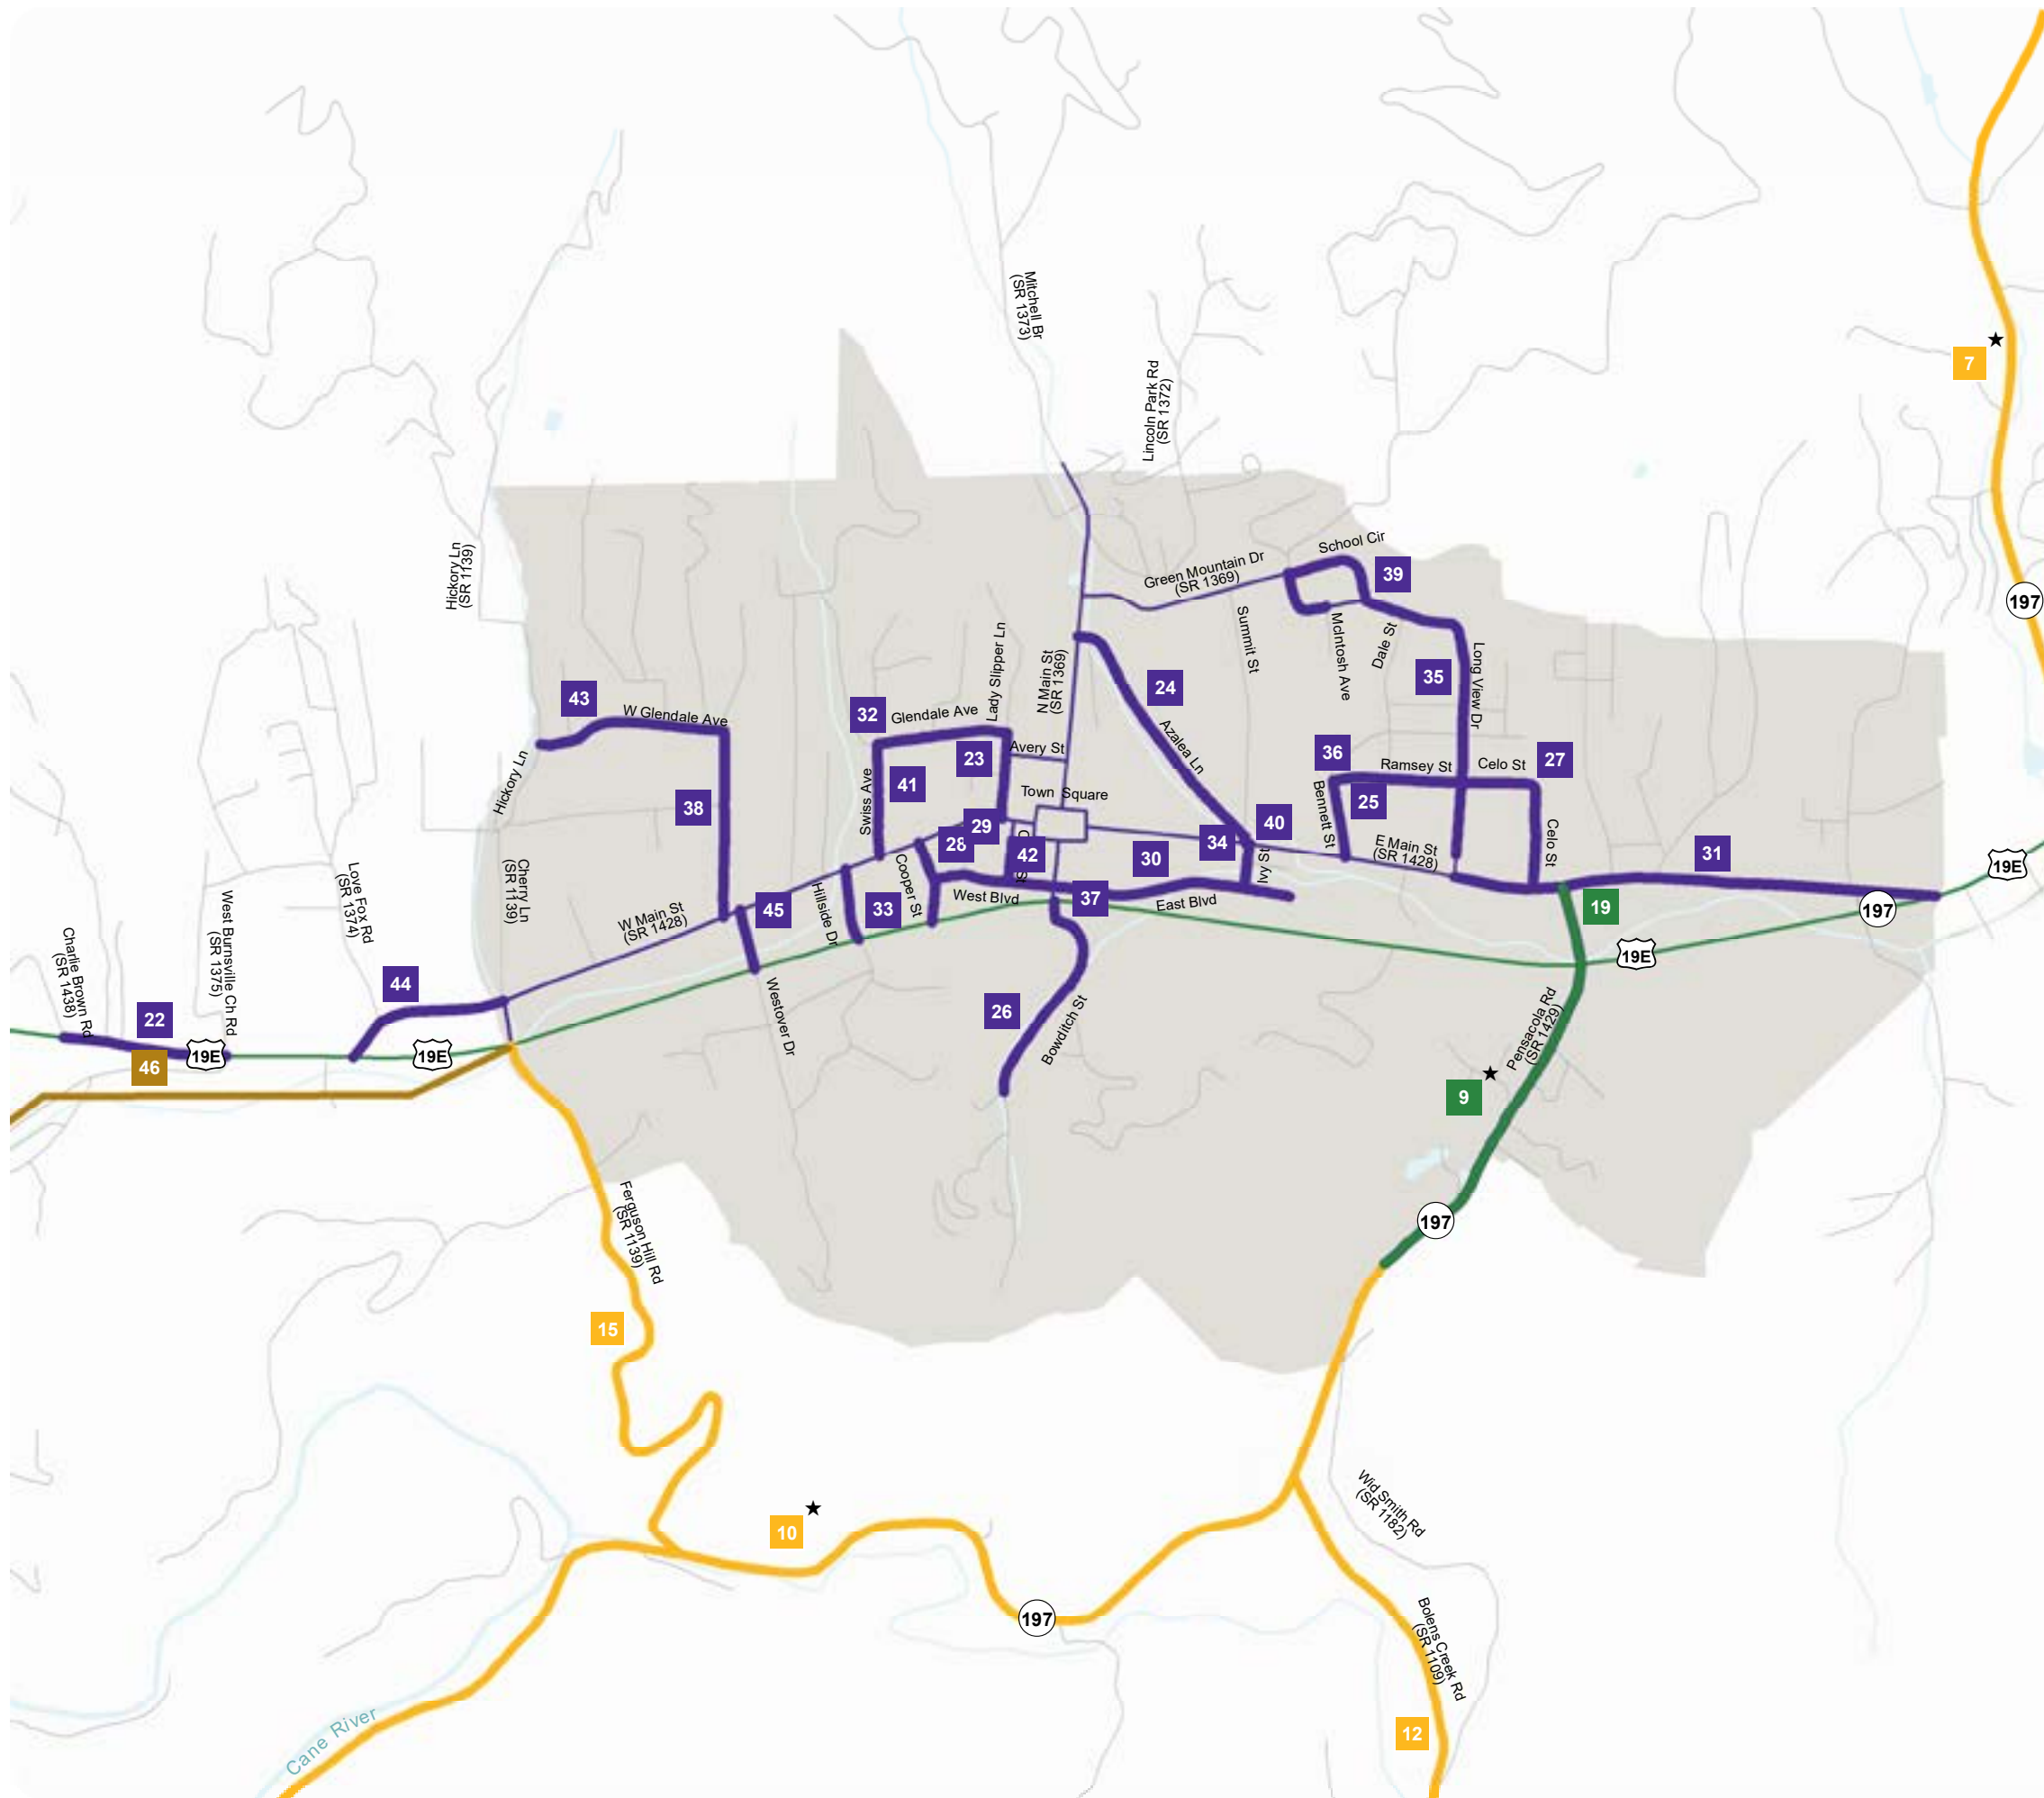 Mitchell Br
(SR 1373)
7
Lincoln Park Rd
(SR 1372)
School Cir
Hickory Ln
(SR 1139)
Green Mountain Dr
(SR 1369)
39
197
Summit St
McIntosh Ave
Dale St
Lady Slipper Ln
N Main St
(SR 1369)
Long View Dr
35
24
43
W Glendale Ave
32
Glendale Ave
Azalea Ln
23
Avery St
36
Ramsey St
Celo St
27
Hickory Ln
38
Swiss Ave
41
Town Square
Bennett St
25
29
28
42
34
40
30
E Main St
(SR 1428)
Celo St
31
19E
Love Fox Rd
(SR 1374)
Cherry Ln
(SR 1139)
West Burnsville Ch Rd
(SR 1375)
Cooper St
Ivy St
Hillside Dr
33
West Blvd
37
East Blvd
19
197
45
W Main St
(SR 1428)
Charlie Brown Rd
(SR 1438)
19E
44
22
26
Westover Dr
Bowditch St
Pensacola Rd
(SR 1429)
19E
19E
46
9
Ferguson Hill Rd
(SR 1139)
197
15
10
Wid Smith Rd
(SR 1182)
197
Bolens Creek Rd
(SR 1109)
12
Cane River